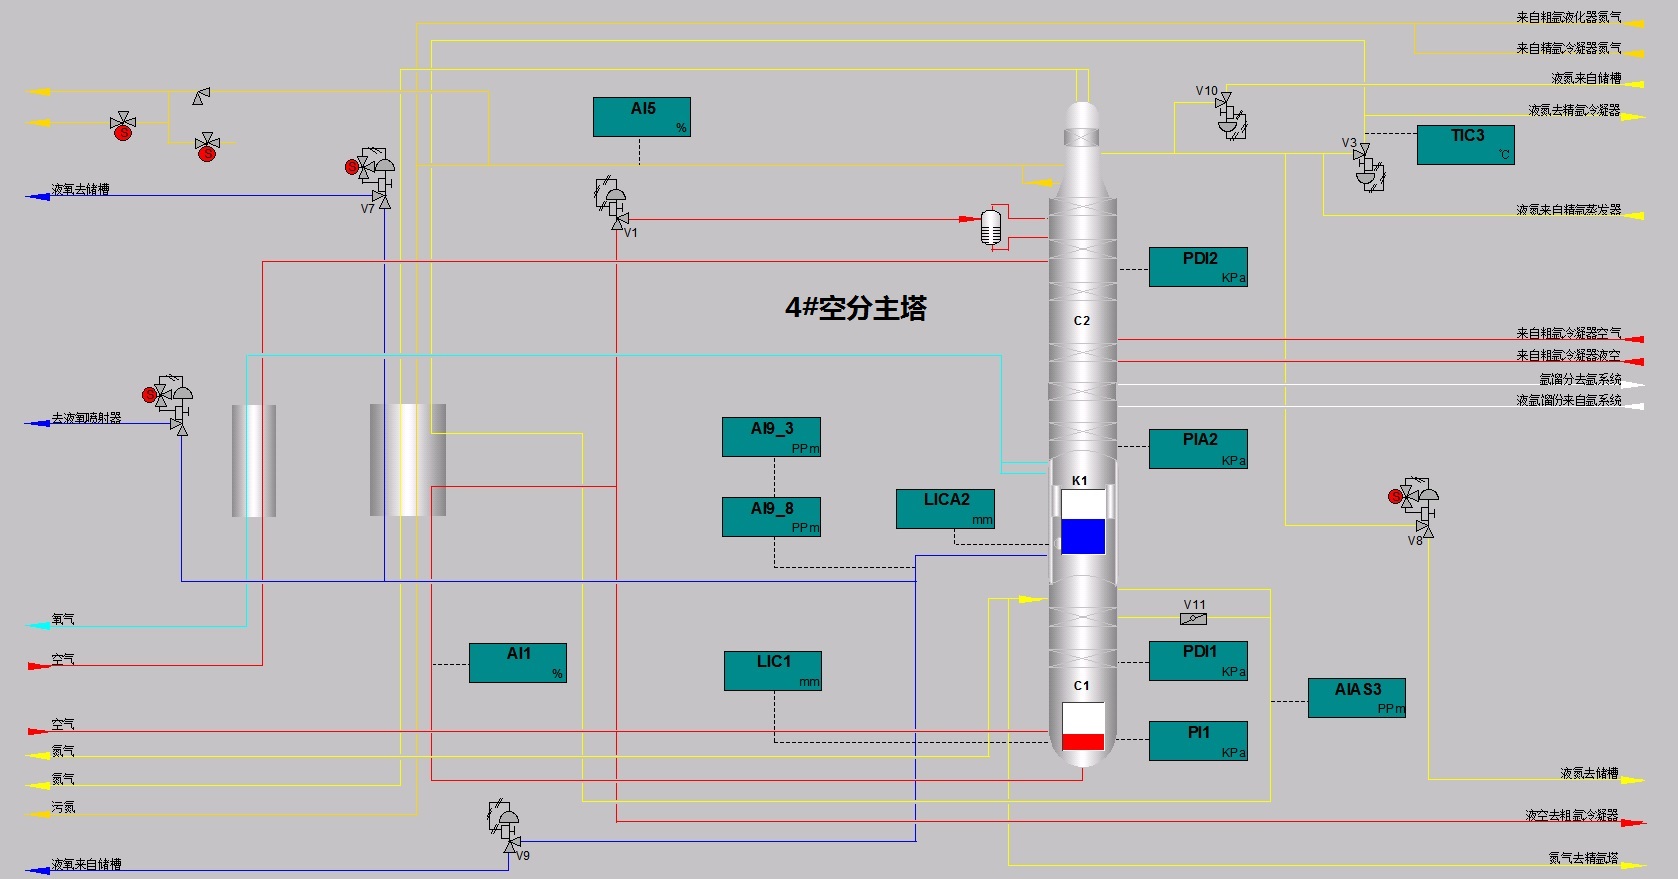 来自粗氩液化器氮气
来自精氩冷凝器氮气
液氮来自储槽
V10
液氮去精氩冷凝器
AI5
%
V3
TIC3
℃
液氧去储槽
V7
V1
液氮来自精氩蒸发器
PDI2
KPa
4#空分主塔
C2
来自粗氩冷凝器空气
来自粗氩冷凝器液空
氩馏分去氩系统
液氩馏份来自氩系统
去液氧喷射器
AI9_3
PPm
PIA2
KPa
K1
LICA2
mm
AI9_8
PPm
V8
V11
氧气
空气
AI1
%
LIC1
mm
PDI1
KPa
C1
AIAS3
PPm
空气
PI1
KPa
氮气
氮气
液氮去储槽
污氮
液空去粗氩冷凝器
V9
液氧来自储槽
氮气去精氩塔
S
S
S
S
S